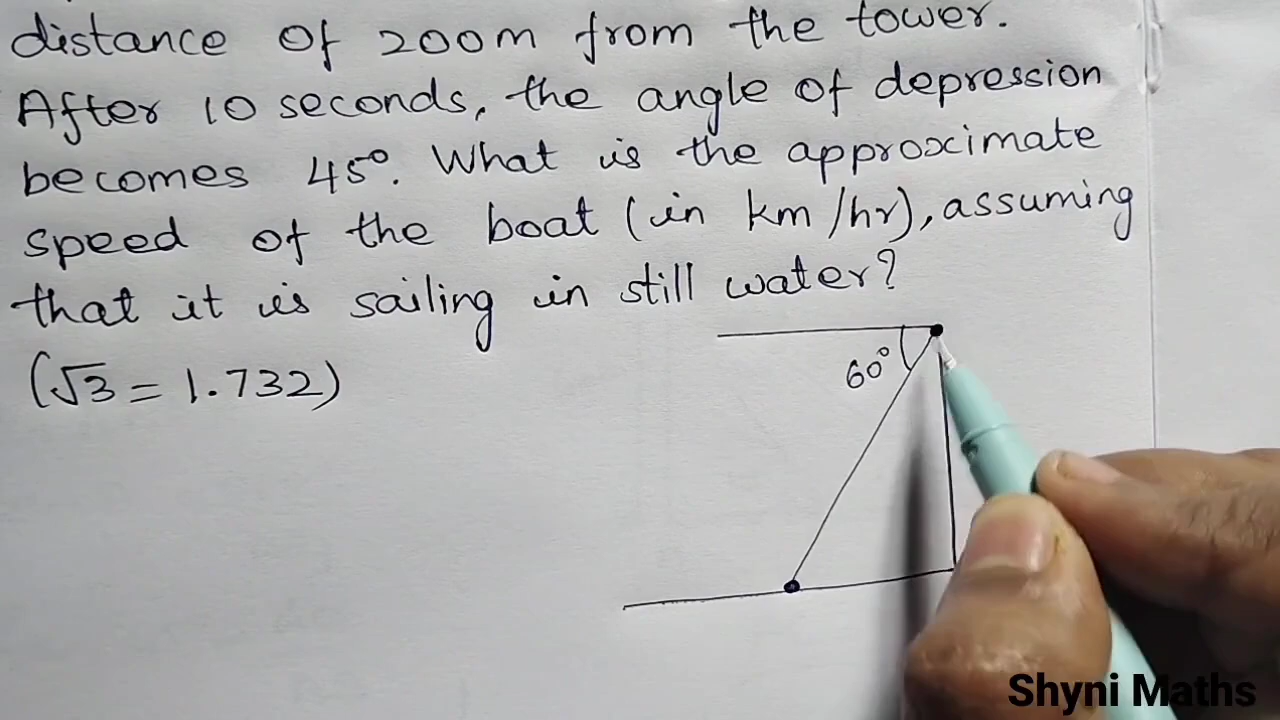 distance of 200m from the tower.
After 10 seconds, the angle of depression
becomes 45°. What is the approximate
speed of the boat (in km/hr), assuming
that it is sailing in still water?
(√3 = 1.732)
60°
Shyni Maths